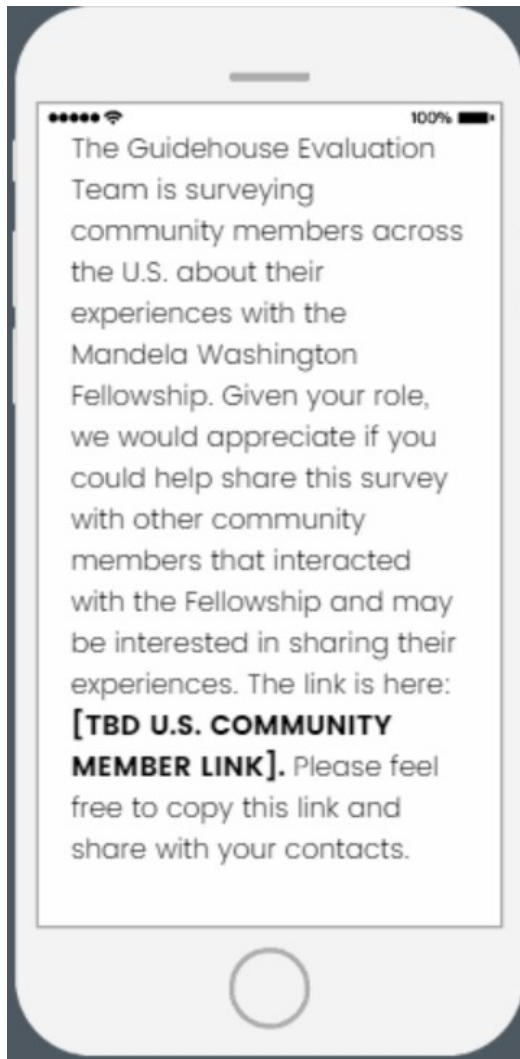 100%
The Guidehouse Evaluation
Team is surveying
community members across
the U.S. about their
experiences with the
Mandela Washington
Fellowship. Given your role,
we would appreciate if you
could help share this survey
with other community
members that interacted
with the Fellowship and may
be interested in sharing their
experiences. The link is here:
[TBD U.S. COMMUNITY
MEMBER LINK]. Please feel
free to copy this link and
share with your contacts.